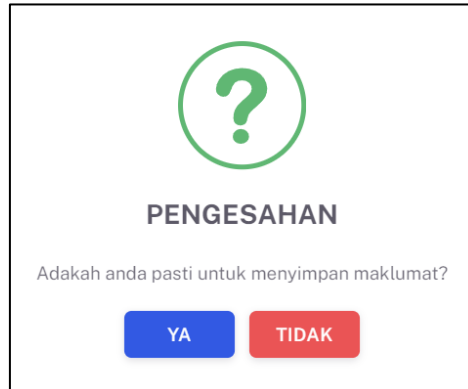 ?
PENGESAHAN
Adakah anda pasti untuk menyimpan maklumat?
YA
TIDAK